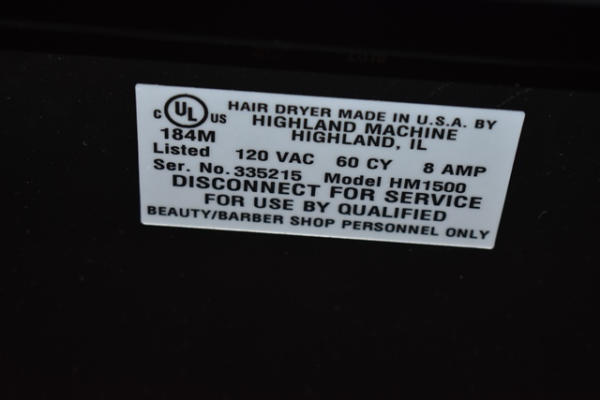 HAIR DRYER MADE IN U.S.A. BY
C UL US HIGHLAND MACHINE
184M HIGHLAND, IL
Listed 120 VAC 60 CY 8 AMP
Ser. No. 335215 Model HM1500
DISCONNECT FOR SERVICE
FOR USE BY QUALIFIED
BEAUTY/BARBER SHOP PERSONNEL ONLY